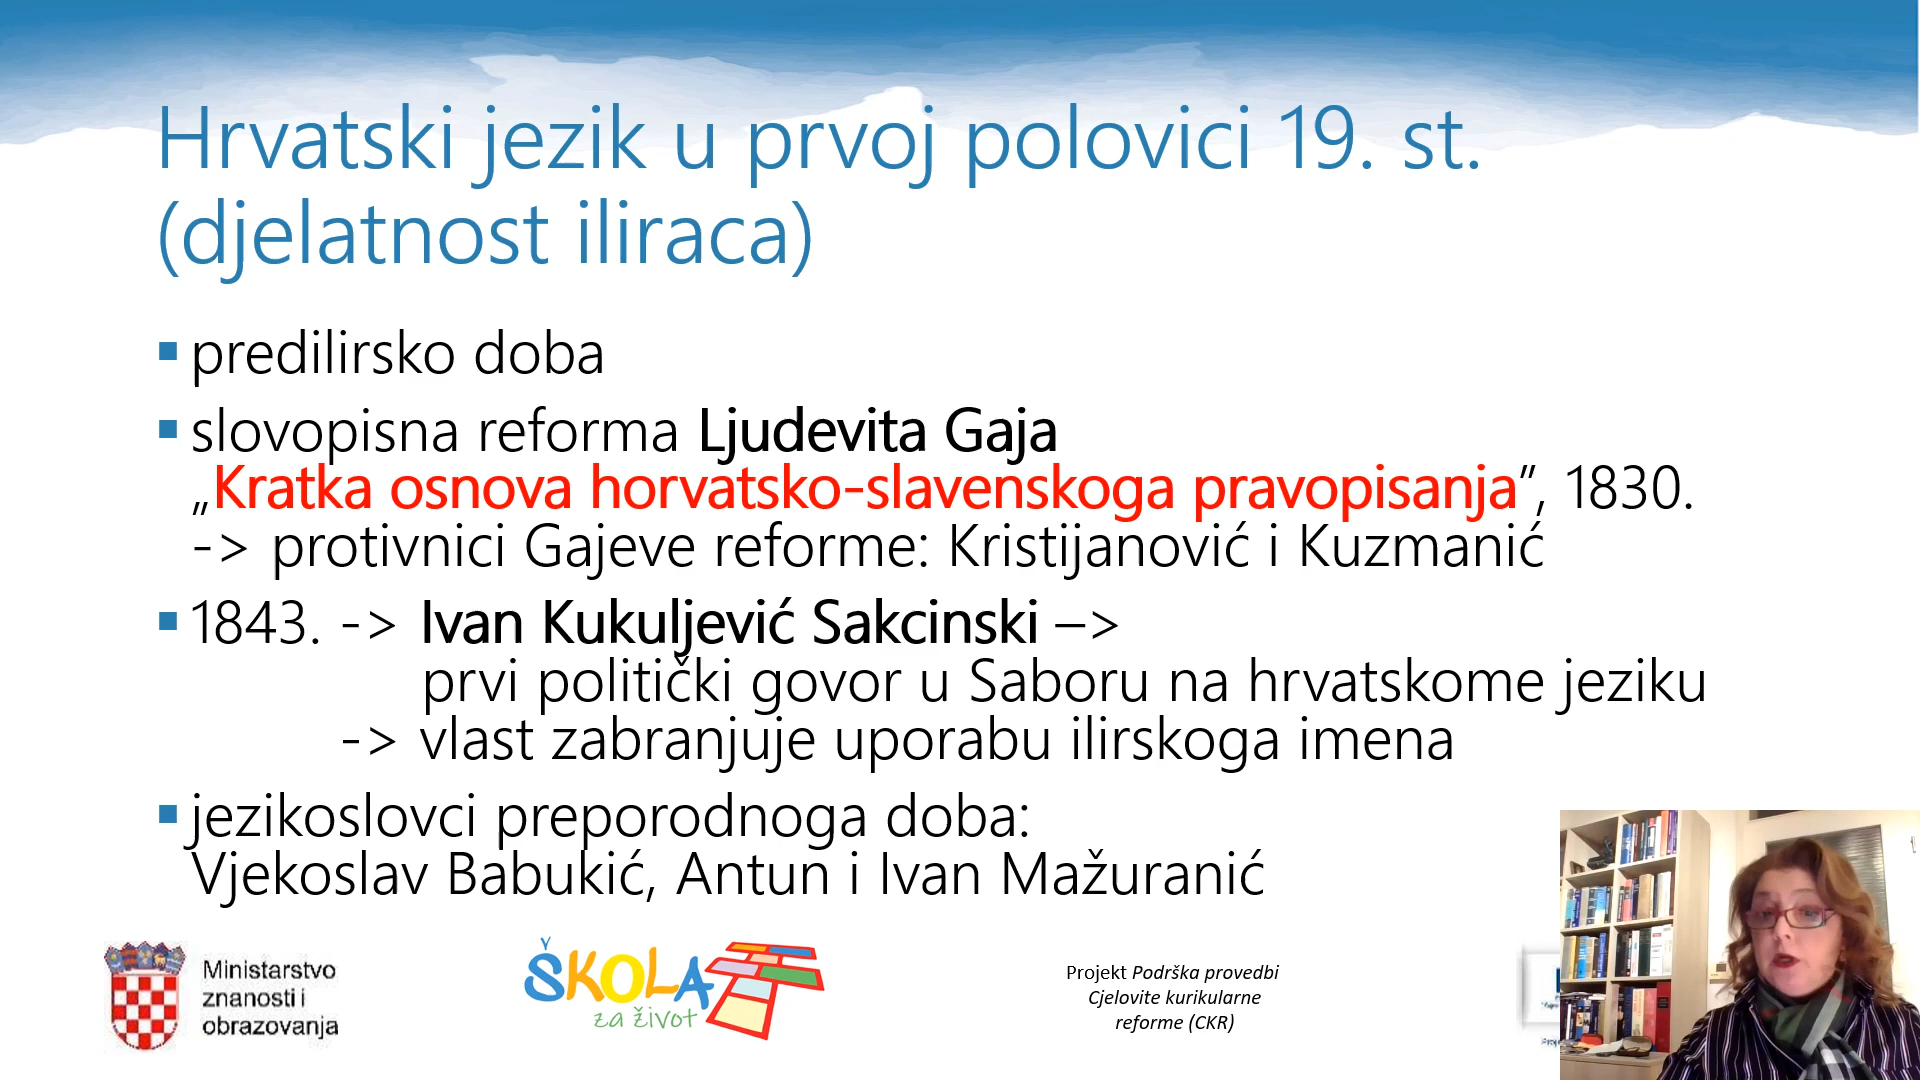 Hrvatski jezik u prvoj polovici 19. st.
(djelatnost iliraca)
▪ predilirsko doba
▪ slovopisna reforma Ljudevita Gaja
„Kratka osnova horvatsko-slavenskoga pravopisanja”, 1830.
-> protivnici Gajeve reforme: Kristijanović i Kuzmanić
▪ 1843. -> Ivan Kukuljević Sakcinski –>
prvi politički govor u Saboru na hrvatskome jeziku
-> vlast zabranjuje uporabu ilirskoga imena
▪ jezikoslovci preporodnoga doba:
Vjekoslav Babukić, Antun i Ivan Mažuranić
Ministarstvo
znanosti i
obrazovanja
ŠKOLA
za život
Projekt Podrška provedbi
Cjelovite kurikularne
reforme (CKR)